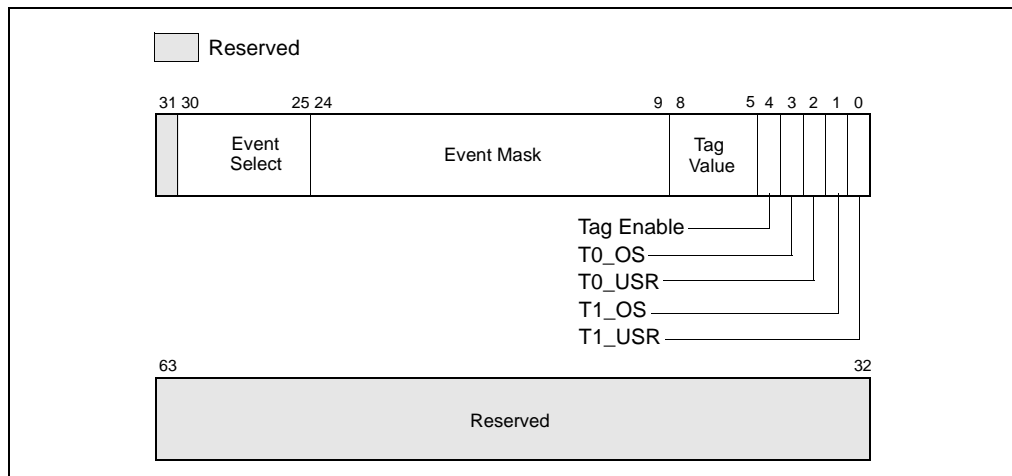 Reserved
31 30 25 24 9 8 5 4 3 2 1 0
Event Select
Event Mask
Tag Value
Tag Enable
T0_OS
T0_USR
T1_OS
T1_USR
63 32
Reserved